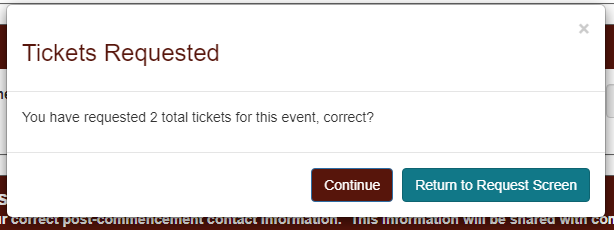 ×
Tickets Requested
You have requested 2 total tickets for this event, correct?
Continue
Return to Request Screen
correct post-commencement contact information. This information will be shared with